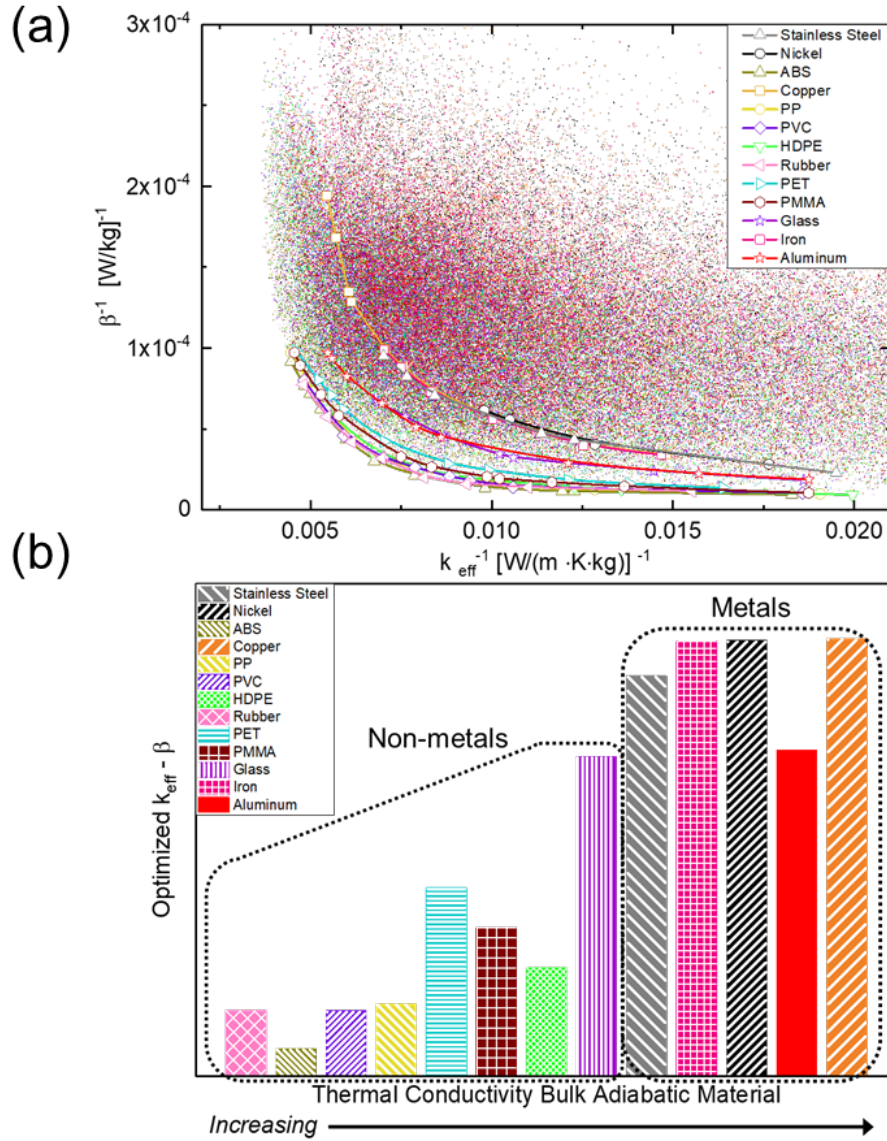 (a)
3x10-4
2x10-4
1x10-4
0
β-1 [W/kg]-1
Stainless Steel
Nickel
ABS
Copper
PP
PVC
HDPE
Rubber
PET
PMMA
Glass
Iron
Aluminum
0.005 0.010 0.015 0.020
k eff-1 [W/(m ·K·kg)] -1
(b)
Stainless Steel
Nickel
ABS
Copper
PP
PVC
HDPE
Rubber
PET
PMMA
Glass
Iron
Aluminum
Metals
Non-metals
Optimized keff - β
Thermal Conductivity Bulk Adiabatic Material
Increasing